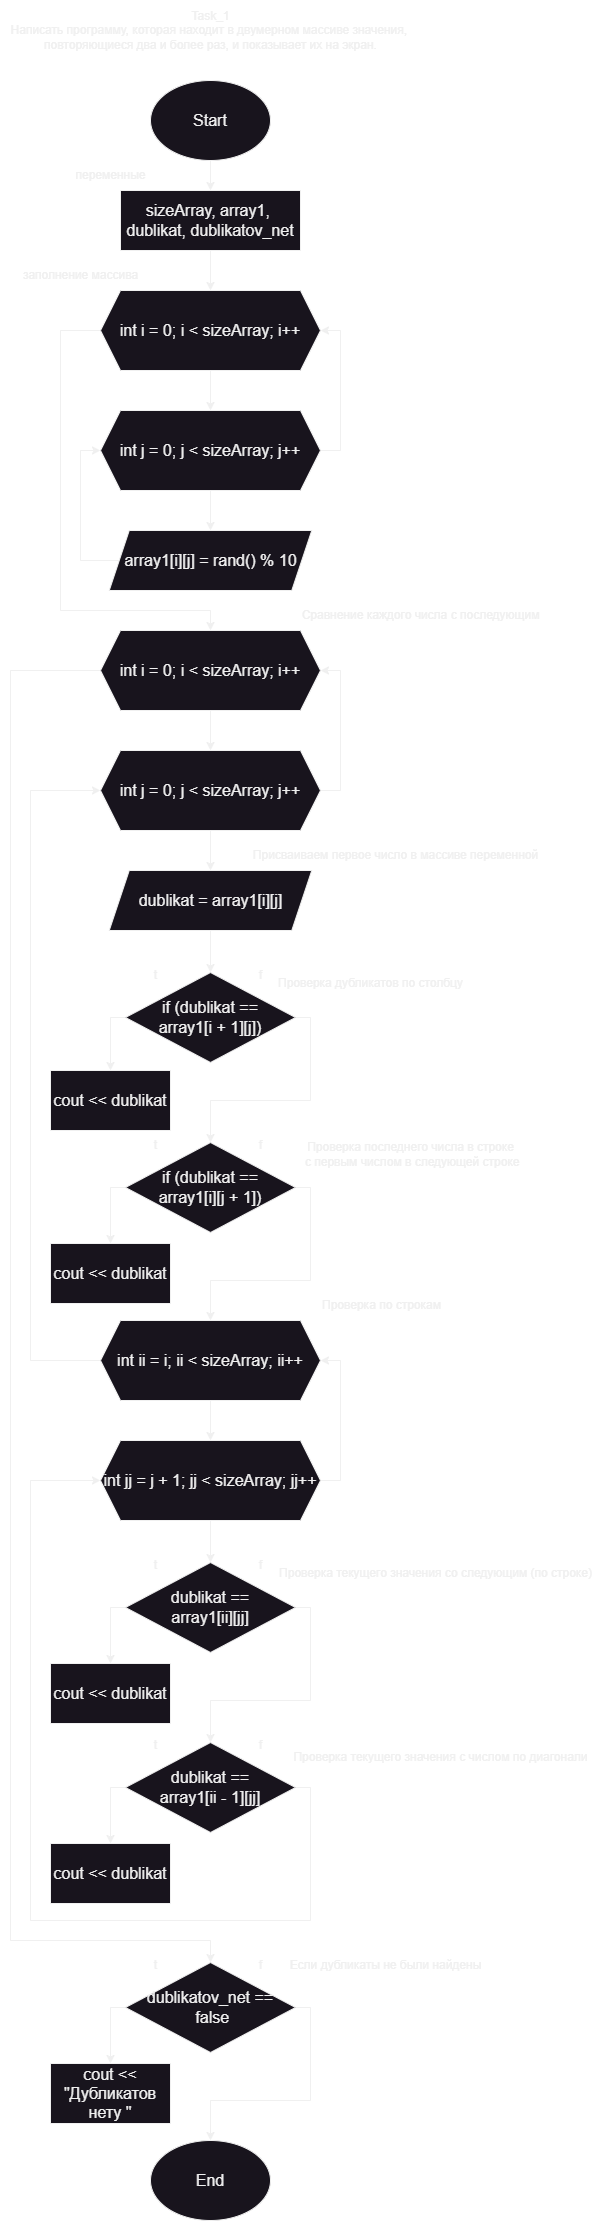 Task_1
Написать программу, которая находит в двумерном массиве значения,
повторяющиеся два и более раз, и показывает их на экран.
Start
переменные
sizeArray, array1,
dublikat, dublikatov_net
заполнение массива
int i = 0; i < sizeArray; i++
int j = 0; j < sizeArray; j++
array1[i][j] = rand() % 10
Сравнение каждого числа с последующим
int i = 0; i < sizeArray; i++
int j = 0; j < sizeArray; j++
Присваиваем первое число в массиве переменной
dublikat = array1[i][j]
t
f
Проверка дубликатов по столбцу
if (dublikat ==
array1[i + 1][j])
cout << dublikat
t
f
Проверка последнего числа в строке
с первым числом в следующей строке
if (dublikat ==
array1[i][j + 1])
cout << dublikat
Проверка по строкам
int ii = i; ii < sizeArray; ii++
int jj = j + 1; jj < sizeArray; jj++
t
f
Проверка текущего значения со следующим (по строке)
dublikat ==
array1[ii][jj]
cout << dublikat
t
f
Проверка текущего значения с числом по диагонали
dublikat ==
array1[ii - 1][jj]
cout << dublikat
t
f
Если дубликаты не были найдены
dublikatov_net ==
false
cout <<
"Дубликатов
нету "
End